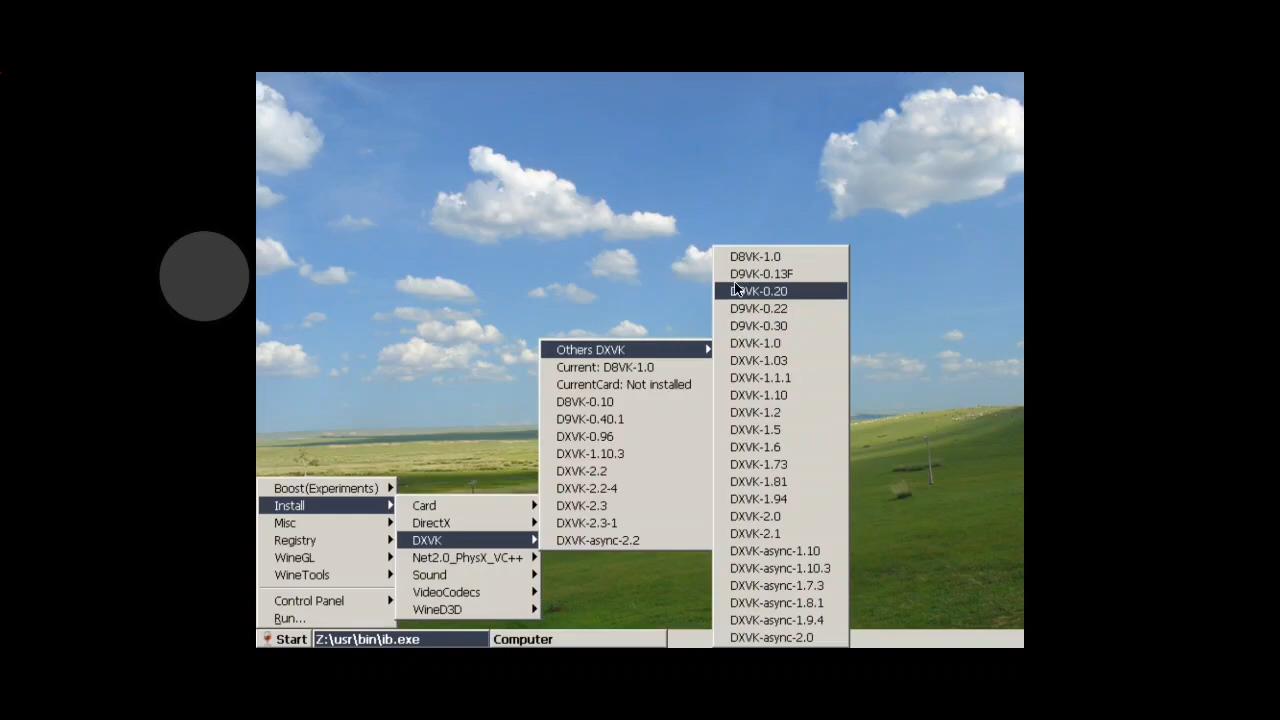 Boost(Experiments)
Install
Misc
Registry
WineGL
WineTools
Control Panel
Run...
Card
DirectX
DXVK
Net2.0_PhysX_VC++
Sound
VideoCodecs
WineD3D
Others DXVK
Current: D8VK-1.0
CurrentCard: Not installed
D8VK-0.10
D9VK-0.40.1
DXVK-0.96
DXVK-1.10.3
DXVK-2.2
DXVK-2.2-4
DXVK-2.3
DXVK-2.3-1
DXVK-async-2.2
D8VK-1.0
D9VK-0.13F
D9VK-0.20
D9VK-0.22
D9VK-0.30
DXVK-1.0
DXVK-1.03
DXVK-1.1.1
DXVK-1.10
DXVK-1.2
DXVK-1.5
DXVK-1.6
DXVK-1.73
DXVK-1.81
DXVK-1.94
DXVK-2.0
DXVK-2.1
DXVK-async-1.10
DXVK-async-1.10.3
DXVK-async-1.7.3
DXVK-async-1.8.1
DXVK-async-1.9.4
DXVK-async-2.0
Start
Z:\usr\bin\ib.exe
Computer